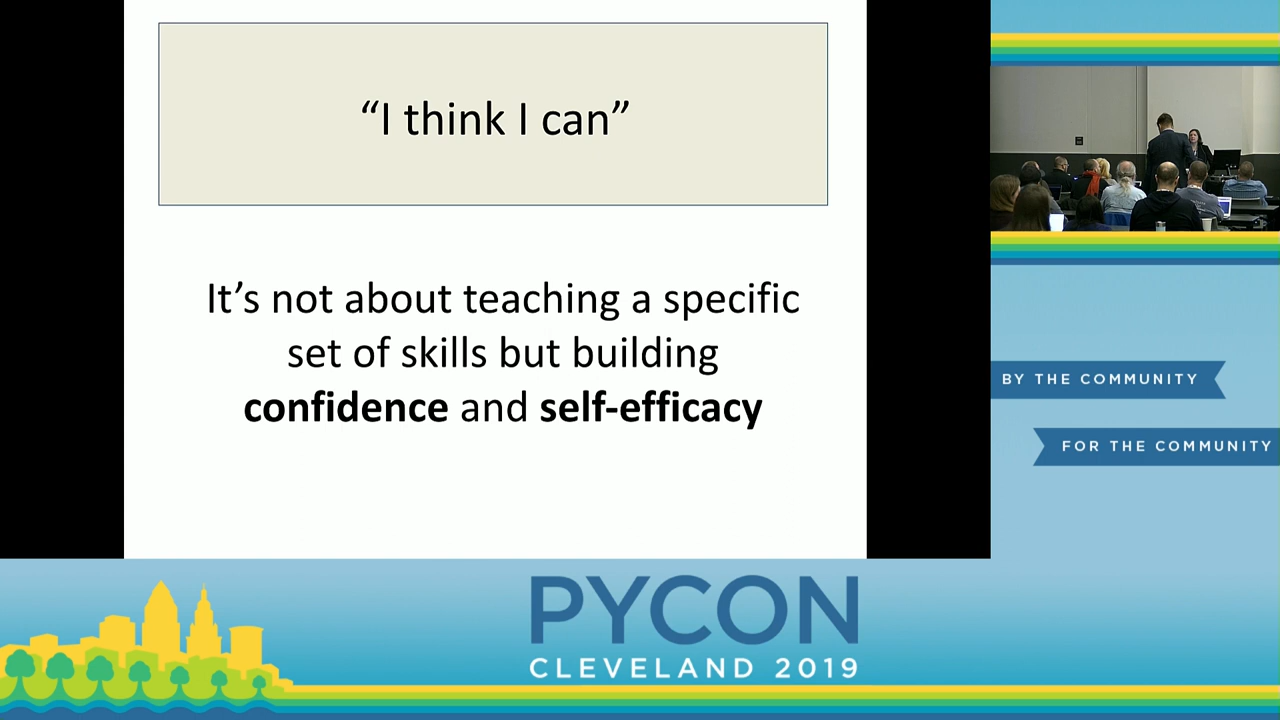 “I think I can”
It’s not about teaching a specific
set of skills but building
confidence and self-efficacy
BY THE COMMUNITY
FOR THE COMMUNITY
PYCON
CLEVELAND 2019